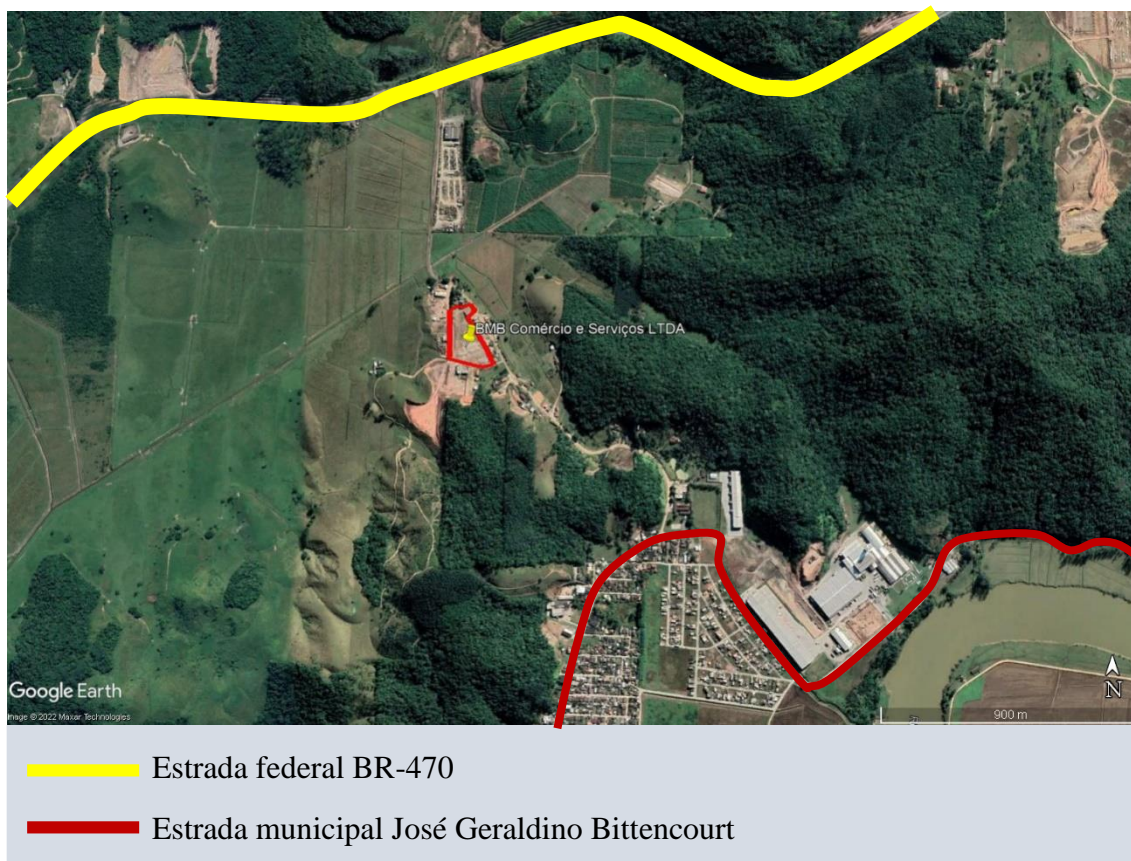 BMB Comércio e Serviços LTDA
Google Earth
Image © 2022 Maxar Technologies
N
900 m
Estrada federal BR-470
Estrada municipal José Geraldino Bittencourt